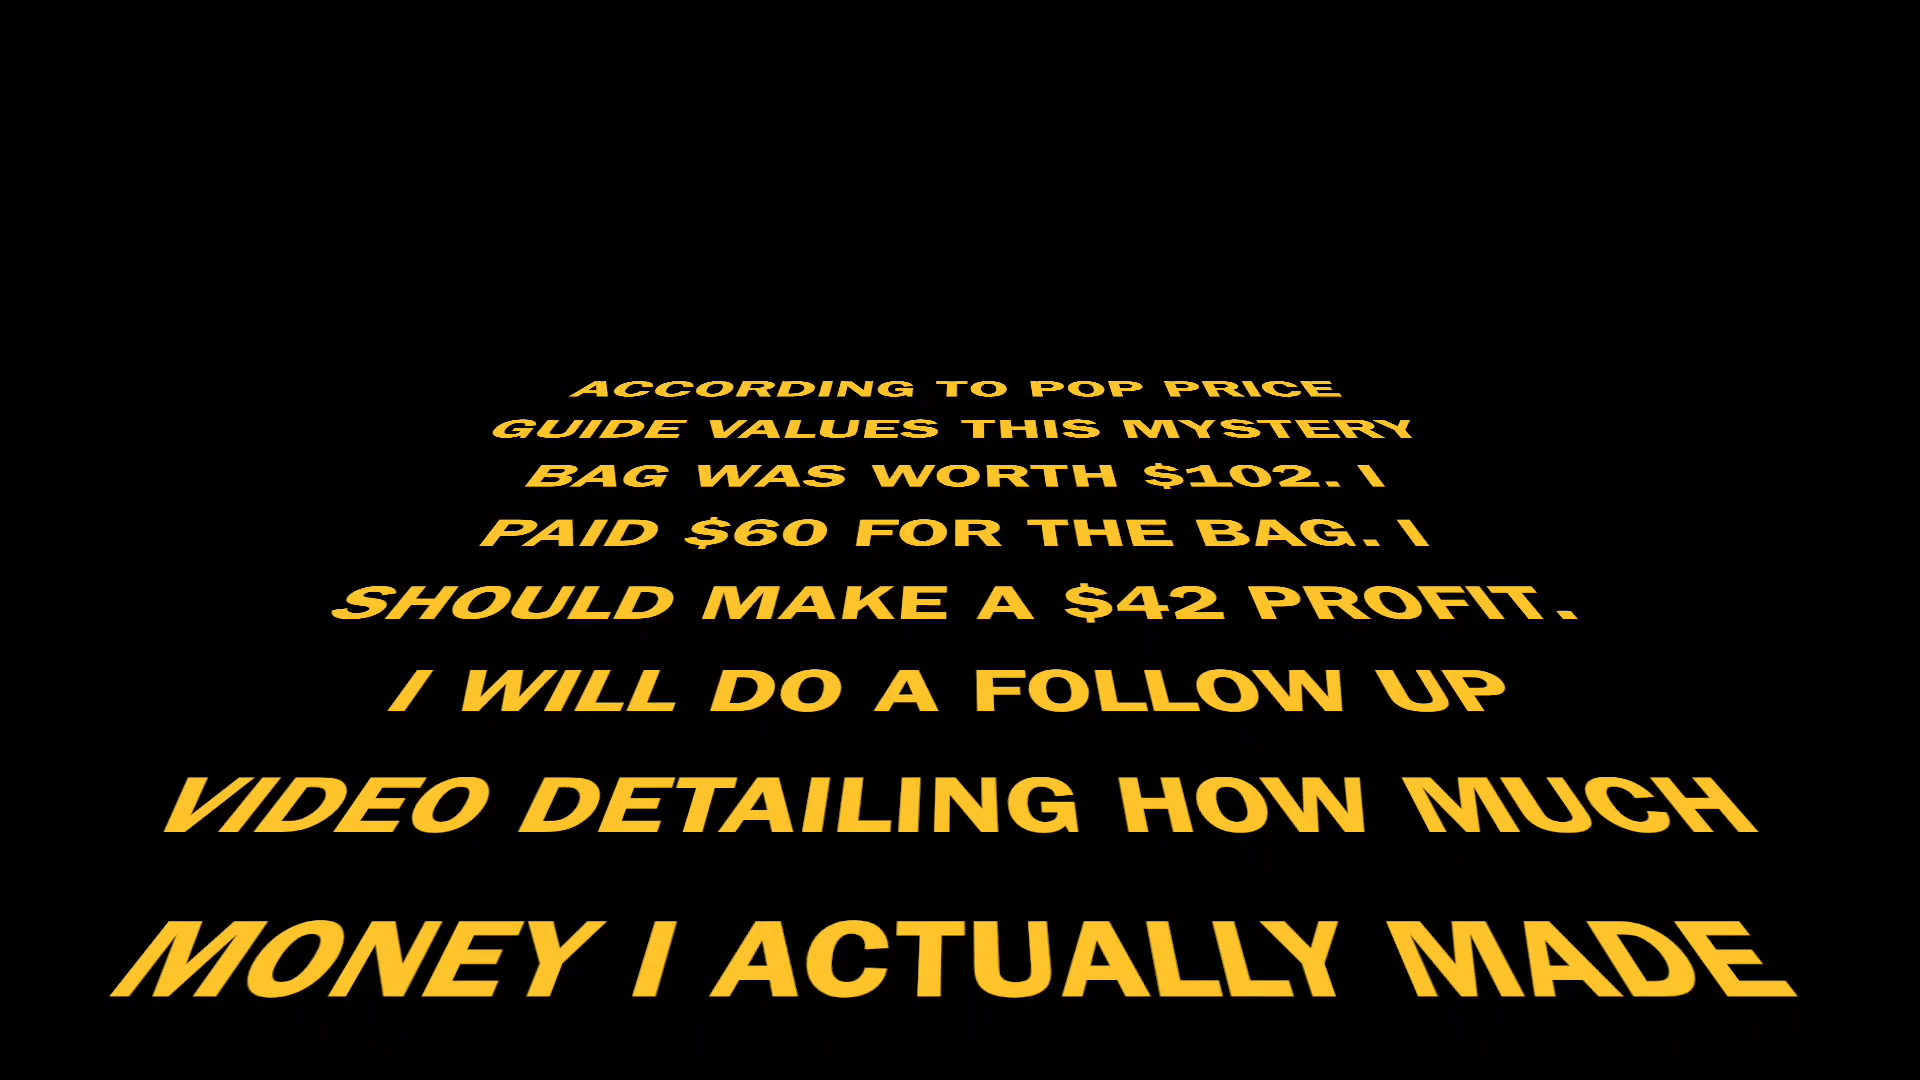 ACCORDING TO POP PRICE
GUIDE VALUES THIS MYSTERY
BAG WAS WORTH $102. I
PAID $60 FOR THE BAG. I
SHOULD MAKE A $42 PROFIT.
I WILL DO A FOLLOW UP
VIDEO DETAILING HOW MUCH
MONEY I ACTUALLY MADE